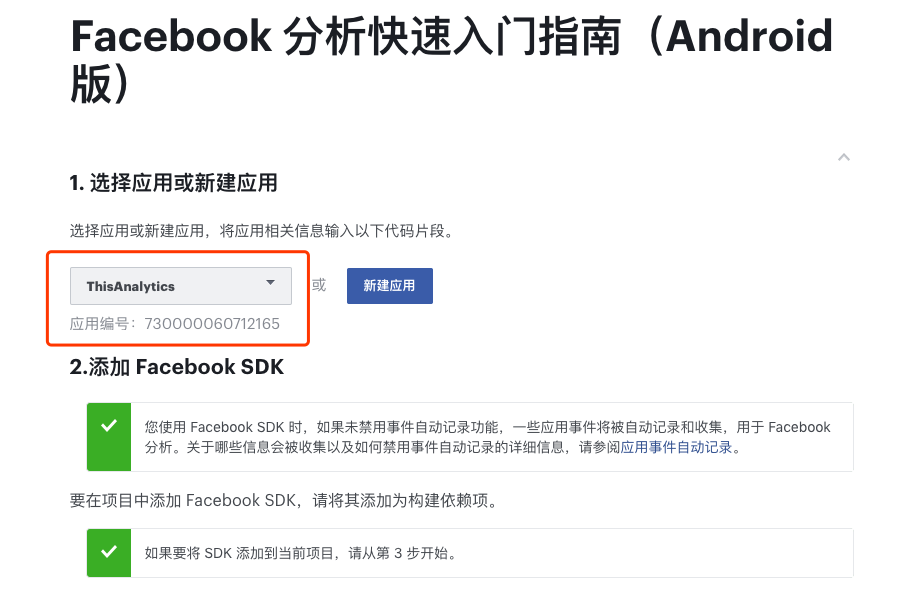 Facebook 分析快速入门指南（Android
版）
1. 选择应用或新建应用
选择应用或新建应用，将应用相关信息输入以下代码片段。
ThisAnalytics 或 新建应用
应用编号：730000060712165
2.添加 Facebook SDK
您使用 Facebook SDK 时，如果未禁用事件自动记录功能，一些应用事件将被自动记录和收集，用于 Facebook
分析。关于哪些信息会被收集以及如何禁用事件自动记录的详细信息，请参阅应用事件自动记录。
要在项目中添加 Facebook SDK，请将其添加为构建依赖项。
如果要将 SDK 添加到当前项目，请从第 3 步开始。